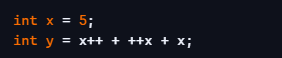 int x = 5;
int y = x++ + ++x + x;